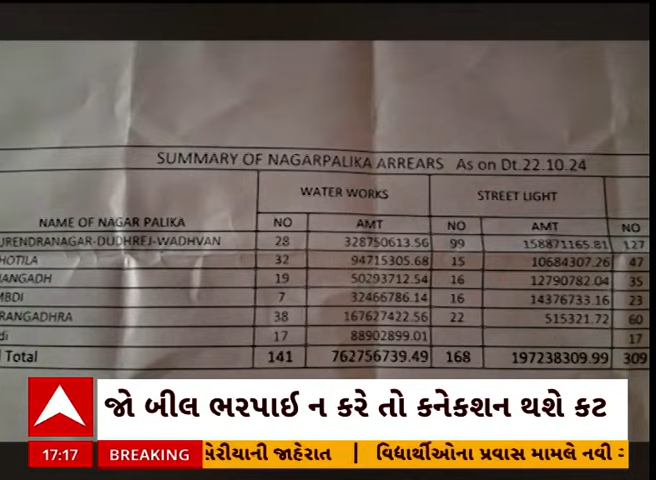 SUMMARY OF NAGARPALIKA ARREARS As on Dt.22.10.24
WATER WORKS STREET LIGHT
NAME OF NAGAR PALIKA NO AMT NO AMT NO
URENDRANAGAR-DUDHREJ-WADHVAN 28 328750613.56 99 158871165.81 127
HOTILA 32 94715305.68 15 10684307.26 47
HANGADH 19 50293712.54 16 12790782.04 35
MBDI 7 32466786.14 16 14376733.16 23
RANGADHRA 38 167627422.56 22 515321.72 60
di 17 88902899.01 17
Total 141 762756739.49 168 197238309.99 309
જો બીલ ભરપાઈ ન કરે તો કનેકશન થશે કટ
17:17 BREAKING જાહેરાત | વિદ્યાર્થીઓના પ્રવાસ મામલે નવી